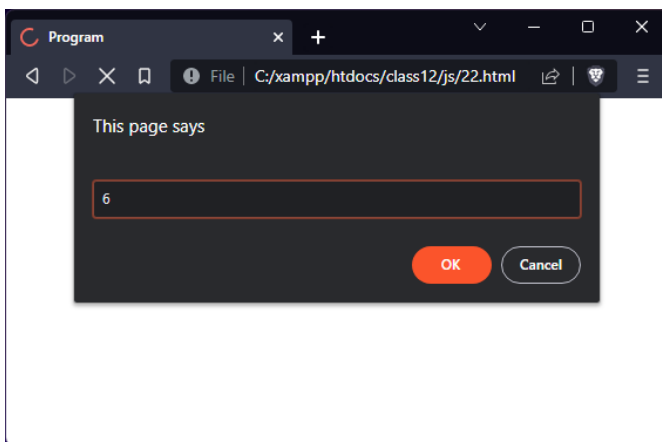 Program
File C:/xampp/htdocs/class12/js/22.html
This page says
6
OK Cancel